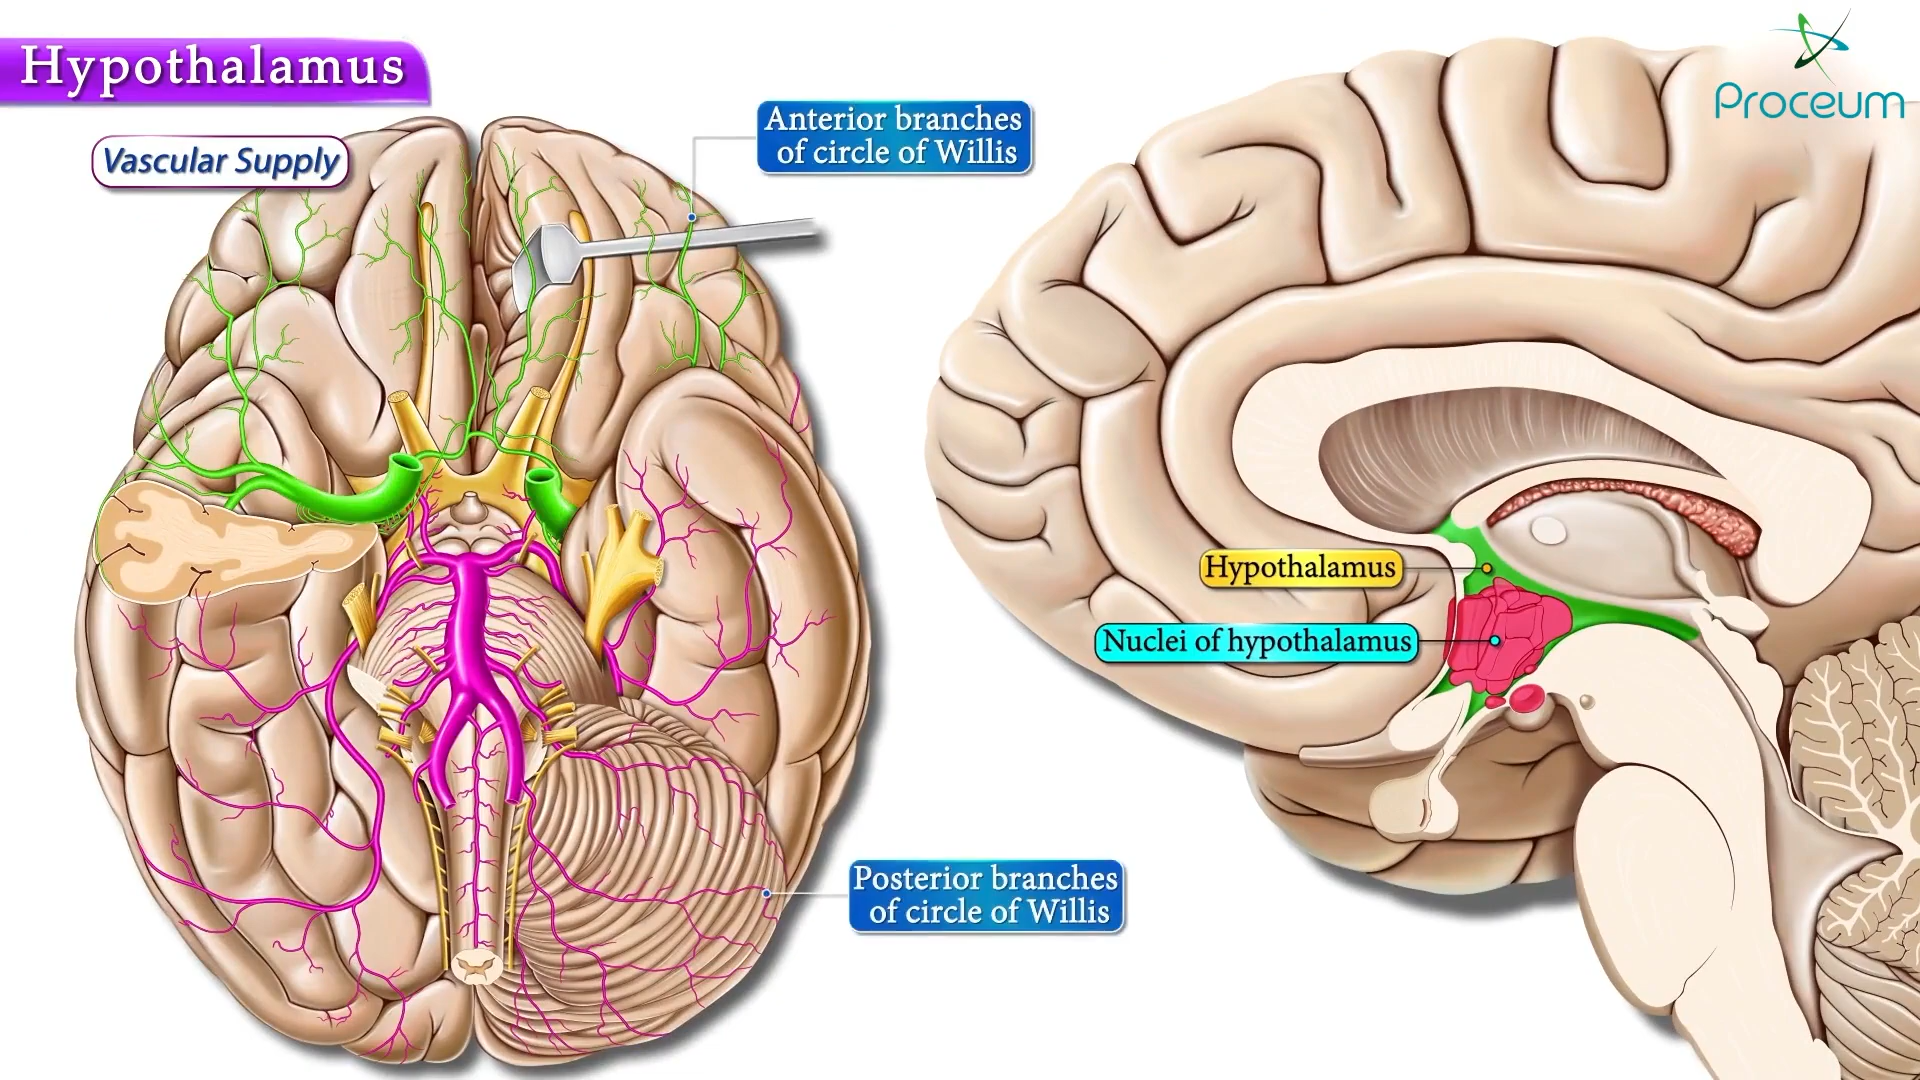 Hypothalamus
Vascular Supply
Anterior branches
of circle of Willis
Proceum
Hypothalamus
Nuclei of hypothalamus
Posterior branches
of circle of Willis